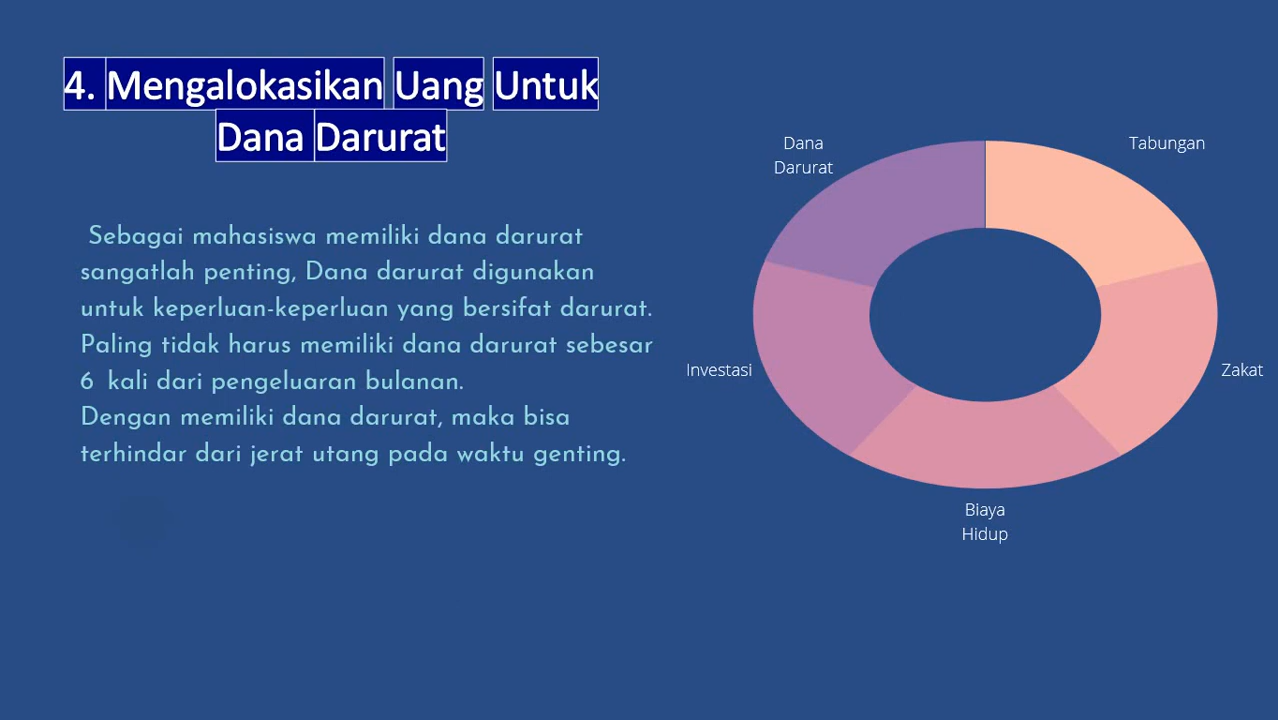 4. Mengalokasikan Uang Untuk
Dana Darurat
Sebagai mahasiswa memiliki dana darurat
sangatlah penting, Dana darurat digunakan
untuk keperluan-keperluan yang bersifat darurat.
Paling tidak harus memiliki dana darurat sebesar
6 kali dari pengeluaran bulanan.
Dengan memiliki dana darurat, maka bisa
terhindar dari jerat utang pada waktu genting.
Dana
Darurat
Tabungan
Investasi
Zakat
Biaya
Hidup